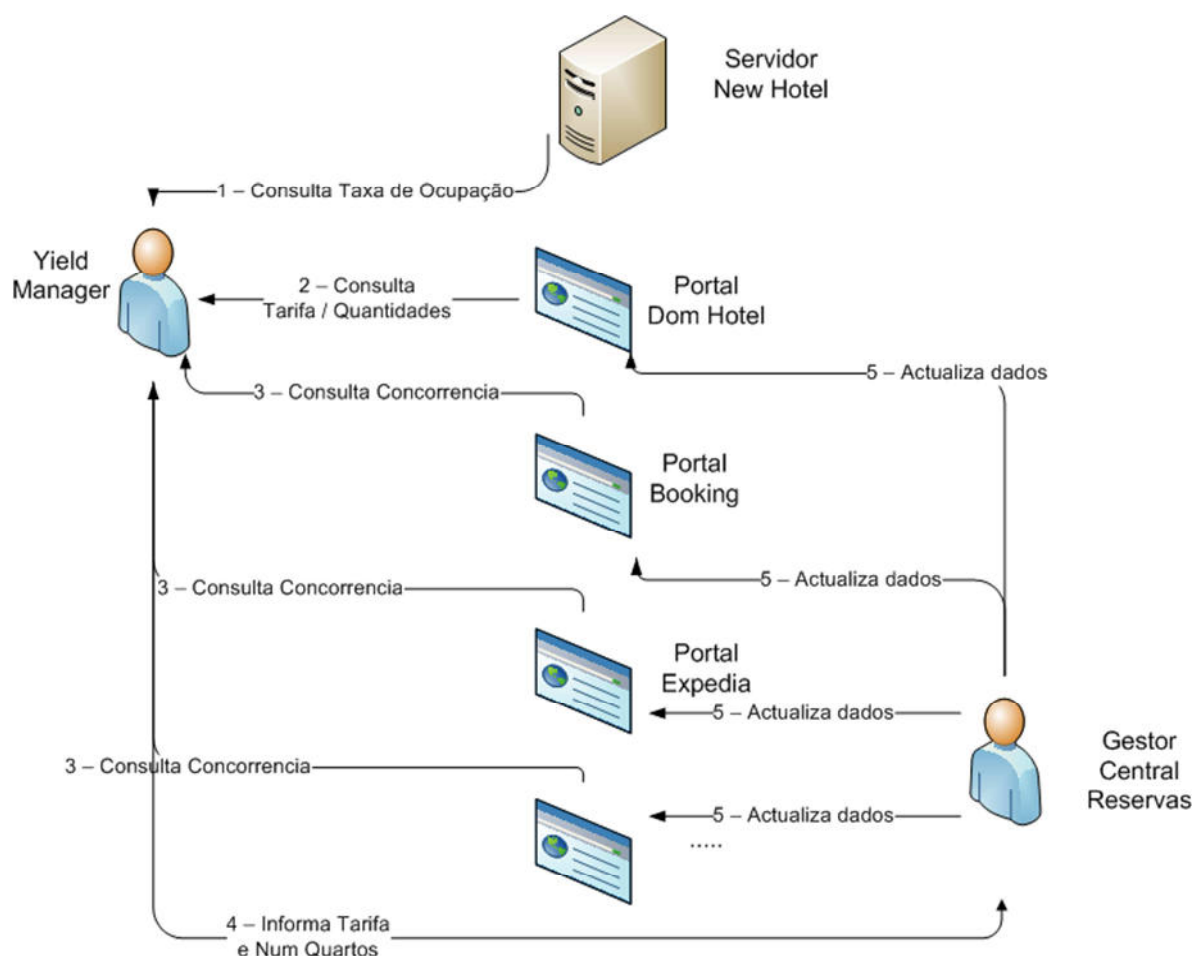 Servidor
New Hotel
1 – Consulta Taxa de Ocupação
Yield
Manager
2 – Consulta
Tarifa / Quantidades
Portal
Dom Hotel
5 – Actualiza dados
3 – Consulta Concorrencia
Portal
Booking
5 – Actualiza dados
3 – Consulta Concorrencia
Portal
Expedia
5 – Actualiza dados
Gestor
Central
Reservas
3 – Consulta Concorrencia
5 – Actualiza dados
.....
4 – Informa Tarifa
e Num Quartos